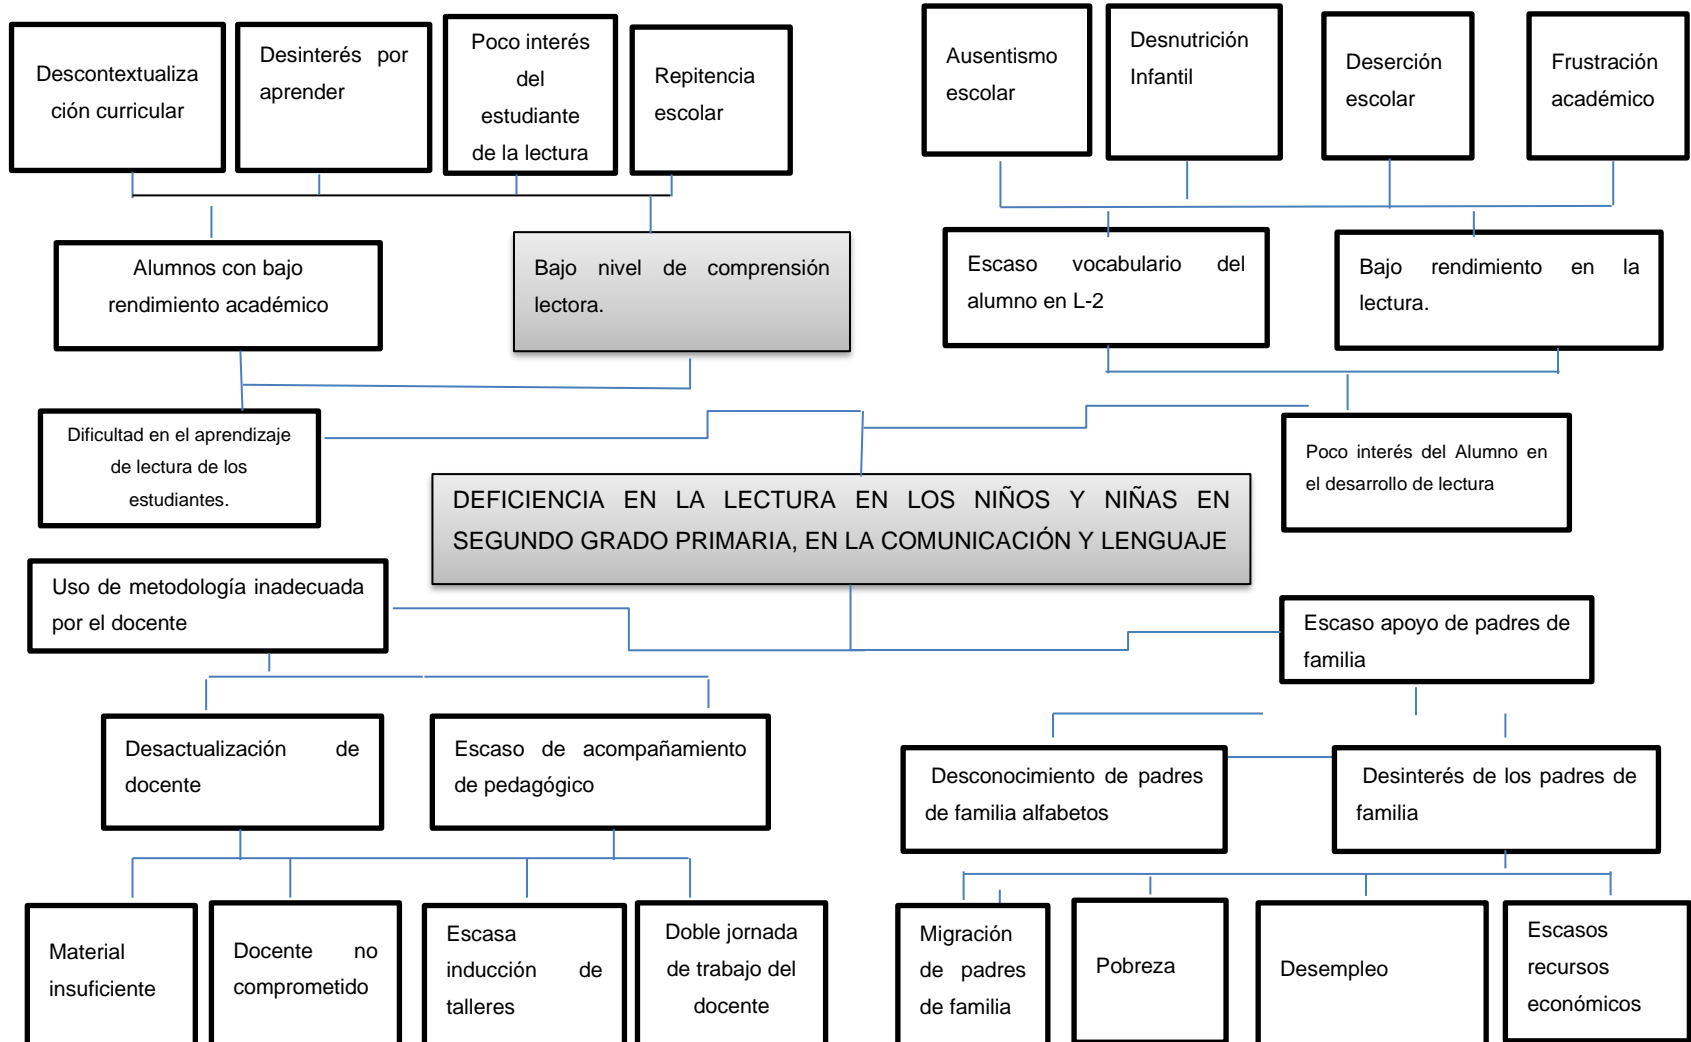 Descontextualiza
ción curricular
Desinterés por
aprender
Poco interés
del
estudiante
de la lectura
Repitencia
escolar
Ausentismo
escolar
Desnutrición
Infantil
Deserción
escolar
Frustración
académico
Alumnos con bajo
rendimiento académico
Bajo nivel de comprensión
lectora.
Escaso vocabulario del
alumno en L-2
Bajo rendimiento en la
lectura.
Dificultad en el aprendizaje
de lectura de los
estudiantes.
Poco interés del Alumno en
el desarrollo de lectura
DEFICIENCIA EN LA LECTURA EN LOS NIÑOS Y NIÑAS EN
SEGUNDO GRADO PRIMARIA, EN LA COMUNICACIÓN Y LENGUAJE
Uso de metodología inadecuada
por el docente
Escaso apoyo de padres de
familia
Desactualización de
docente
Escaso de acompañamiento
de pedagógico
Desconocimiento de padres
de familia alfabetos
Desinterés de los padres de
familia
Material
insuficiente
Docente no
comprometido
Escasa
inducción de
talleres
Doble jornada
de trabajo del
docente
Migración
de padres
de familia
Pobreza
Desempleo
Escasos
recursos
económicos